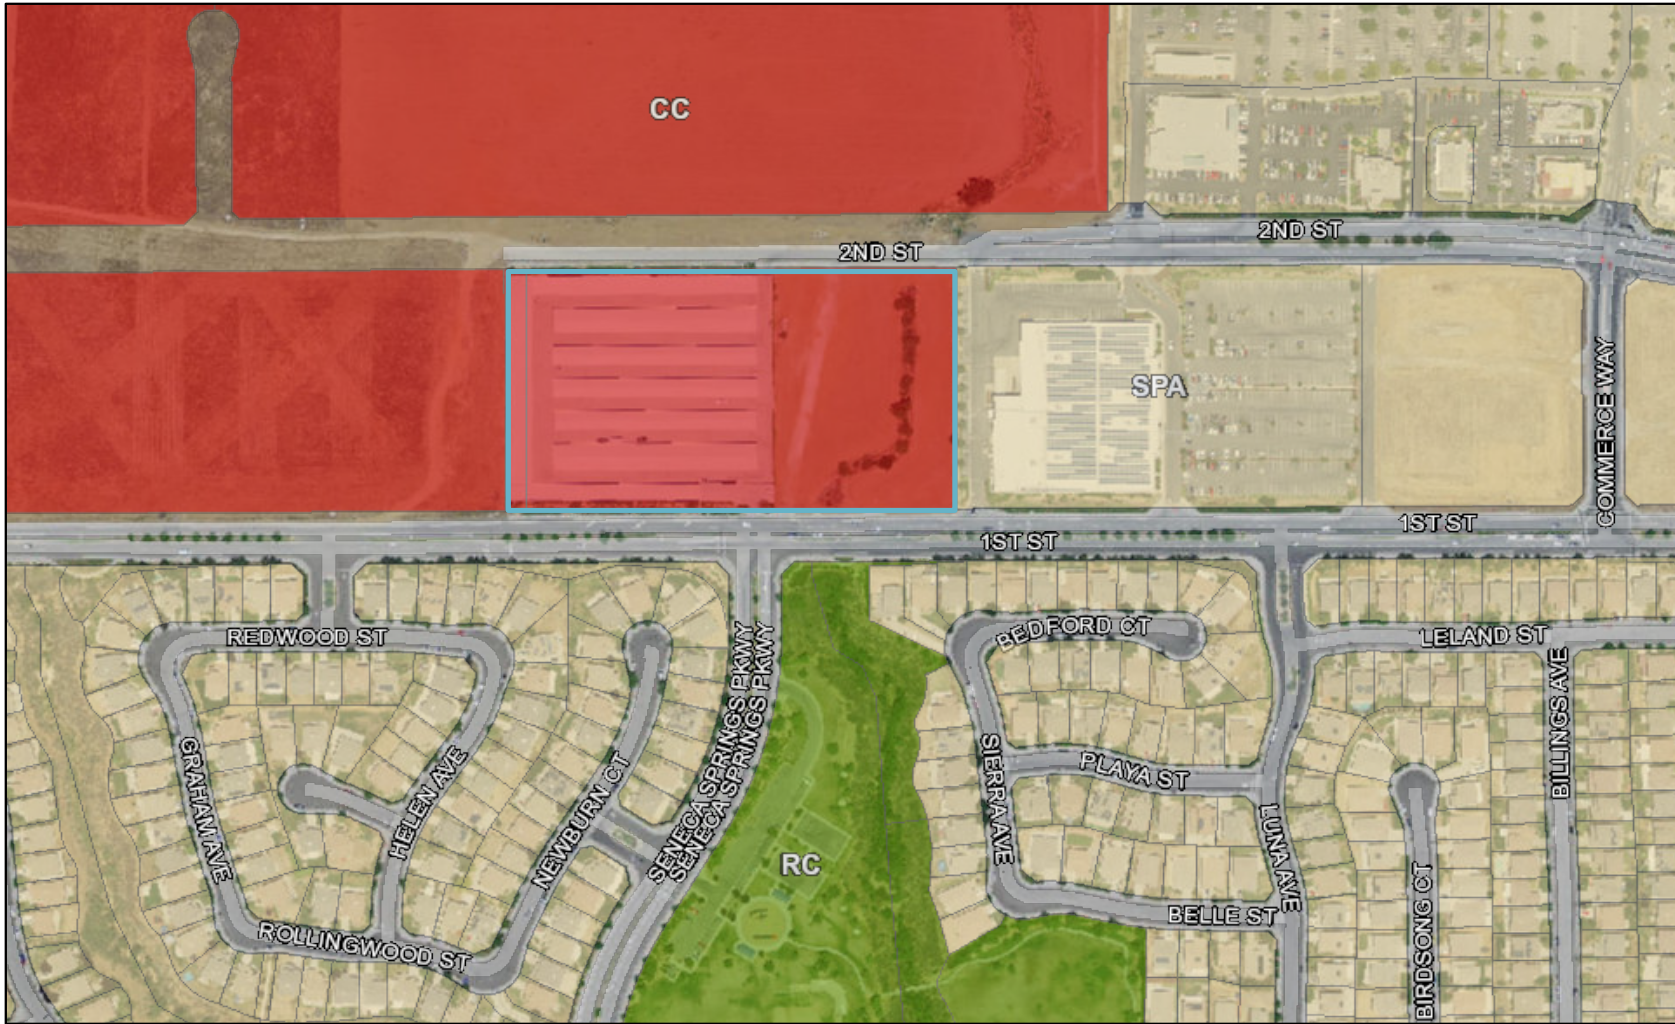 CC
2ND ST
2ND ST
SPA
COMMERCE WAY
1ST ST
1ST ST
REDWOOD ST
BEDFORD CT
LELAND ST
SENECA SPRINGS PKWY
SENECA SPRINGS PKWY
BILLINGS AVE
GRAHAM AVE
HELEN AVE
NEWBURN CT
SIERRA AVE
PLAYA ST
LUNA AVE
RC
BELLE ST
BIRDSONG CT
ROLLINGWOOD ST